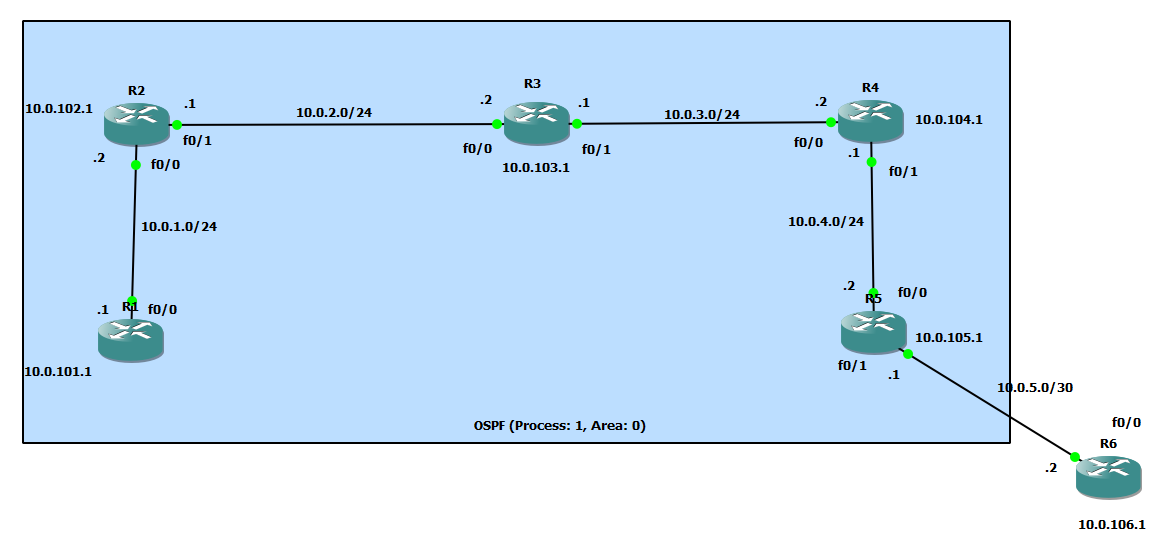 R2
10.0.102.1
.1
f0/1
.2
f0/0
10.0.2.0/24
R3
.2
f0/0
.1
f0/1
10.0.103.1
10.0.3.0/24
R4
.2
f0/0
10.0.104.1
.1
f0/1
10.0.1.0/24
10.0.4.0/24
.1
R1
f0/0
10.0.101.1
.2
f0/0
R5
10.0.105.1
f0/1
.1
10.0.5.0/30
OSPF (Process: 1, Area: 0)
f0/0
R6
.2
10.0.106.1